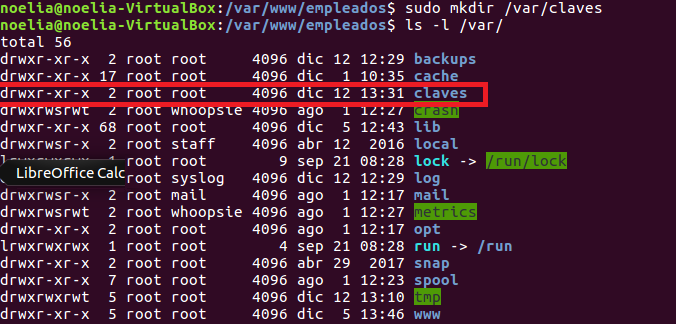 noelia@noelia-VirtualBox:/var/www/empleados$ sudo mkdir /var/claves
noelia@noelia-VirtualBox:/var/www/empleados$ ls -l /var/
total 56
drwxr-xr-x  2 root root     4096 dic 12 12:29 backups
drwxr-xr-x 17 root root     4096 dic  1 10:35 cache
drwxr-xr-x  2 root root     4096 dic 12 13:31 claves
drwxrwsrwt  2 root whoopsie 4096 ago  1 12:27 crash
drwxr-xr-x 68 root root     4096 dic  5 12:43 lib
drwxrwsr-x  2 root staff    4096 abr 12  2016 local
lrwxrwxrwx  1 root root        9 sep 21 08:28 lock -> /run/lock
LibreOffice Calc root syslog   4096 dic 12 12:29 log
drwxrwsr-x  2 root mail     4096 ago  1 12:17 mail
drwxrwsrwt  2 root whoopsie 4096 ago  1 12:27 metrics
drwxr-xr-x  2 root root     4096 ago  1 12:17 opt
lrwxrwxrwx  1 root root        4 sep 21 08:28 run -> /run
drwxr-xr-x  2 root root     4096 abr 29  2017 snap
drwxr-xr-x  7 root root     4096 ago  1 12:23 spool
drwxrwxrwt  5 root root     4096 dic 12 13:10 tmp
drwxr-xr-x  5 root root     4096 dic  5 13:46 www